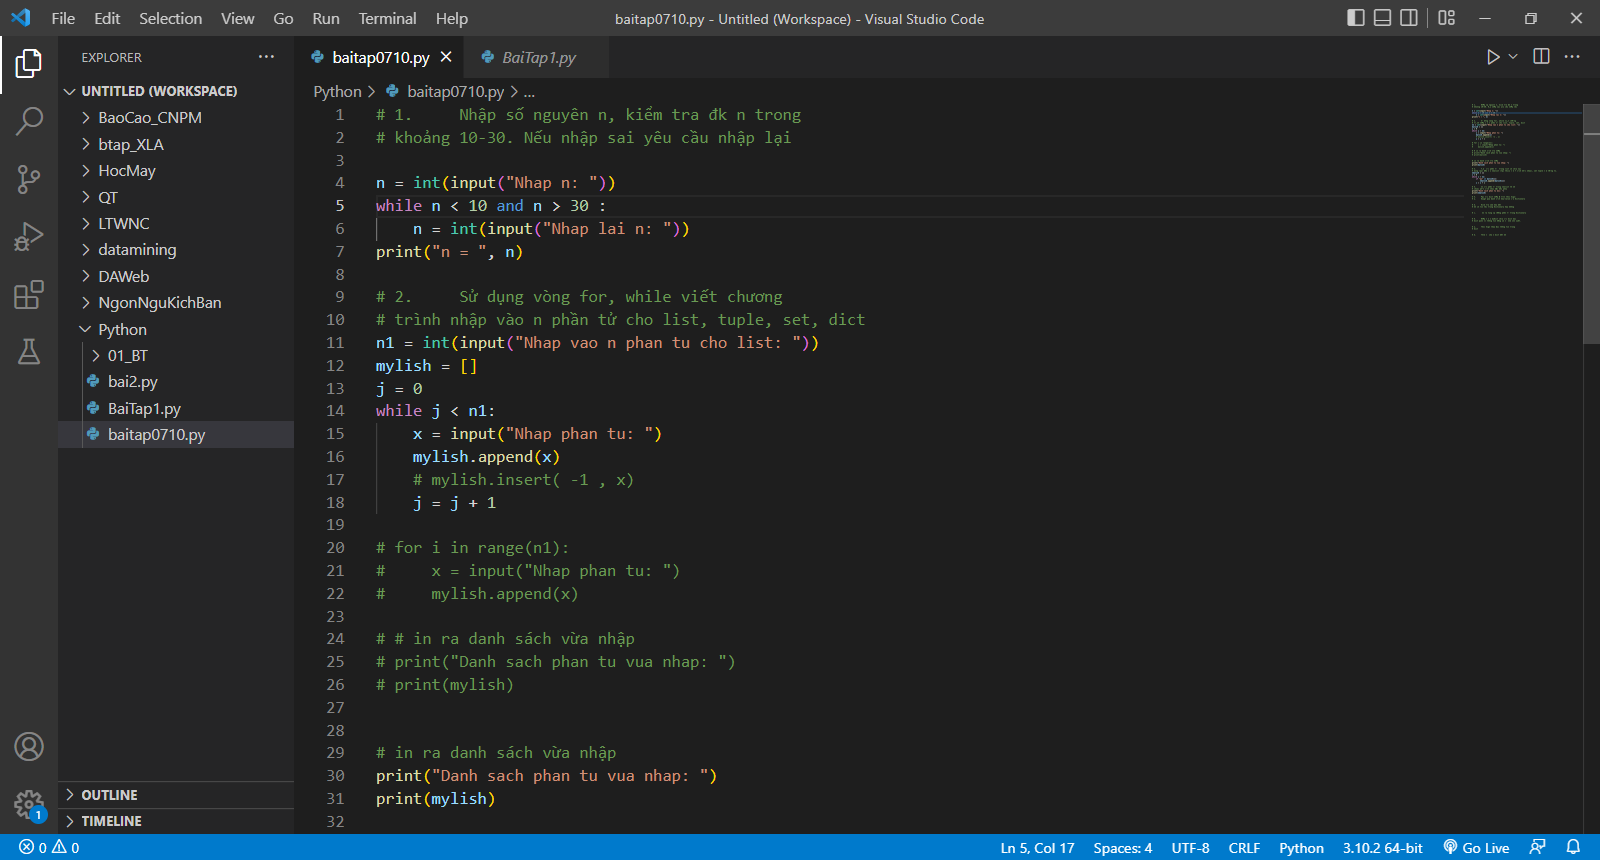 File Edit Selection View Go Run Terminal Help
baitap0710.py - Untitled (Workspace) - Visual Studio Code
EXPLORER
UNTITLED (WORKSPACE)
BaoCao_CNPM
btap_XLA
HocMay
QT
LTWNC
datamining
DAWeb
NgonNguKichBan
Python
01_BT
bai2.py
BaiTap1.py
baitap0710.py
OUTLINE
TIMELINE
1
baitap0710.py
BaiTap1.py
Python > baitap0710.py > ...
1 # 1.     Nhập số nguyên n, kiểm tra đk n trong
2 # khoảng 10-30. Nếu nhập sai yêu cầu nhập lại
3
4 n = int(input("Nhap n: "))
5 while n < 10 and n > 30 :
6     n = int(input("Nhap lai n: "))
7 print("n = ", n)
8
9 # 2.     Sử dụng vòng for, while viết chương
10 # trình nhập vào n phần tử cho list, tuple, set, dict
11 n1 = int(input("Nhap vao n phan tu cho list: "))
12 mylish = []
13 j = 0
14 while j < n1:
15     x = input("Nhap phan tu: ")
16     mylish.append(x)
17     # mylish.insert( -1 , x)
18     j = j + 1
19
20 # for i in range(n1):
21 #     x = input("Nhap phan tu: ")
22 #     mylish.append(x)
23
24 # # in ra danh sách vừa nhập
25 # print("Danh sach phan tu vua nhap: ")
26 # print(mylish)
27
28
29 # in ra danh sách vừa nhập
30 print("Danh sach phan tu vua nhap: ")
31 print(mylish)
32
0 0
Ln 5, Col 17 Spaces: 4 UTF-8 CRLF Python 3.10.2 64-bit Go Live